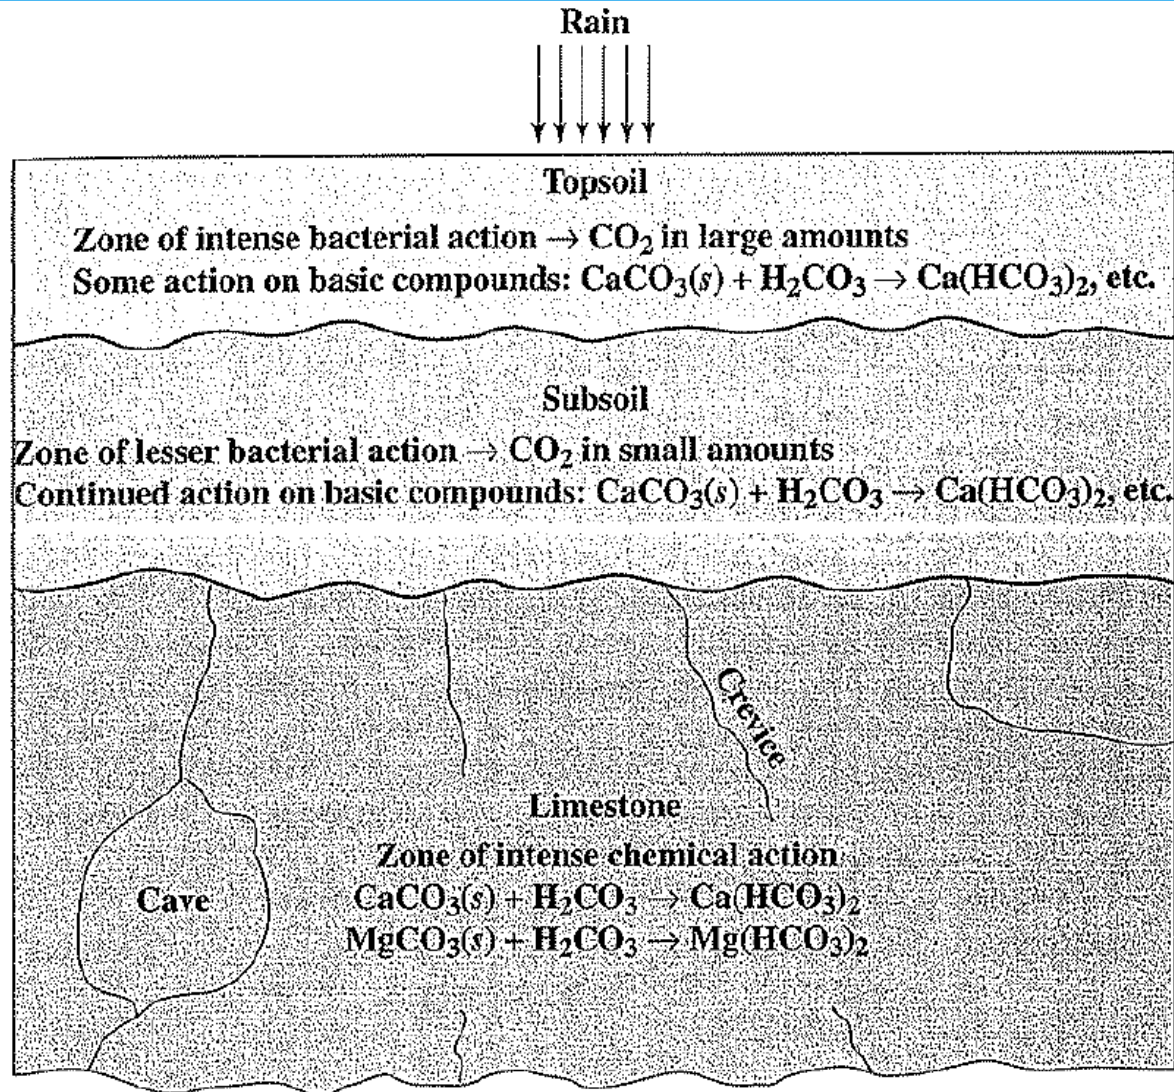 Rain
Topsoil
Zone of intense bacterial action → CO₂ in large amounts
Some action on basic compounds: CaCO₃(s) + H₂CO₃ → Ca(HCO₃)₂, etc.
Subsoil
Zone of lesser bacterial action → CO₂ in small amounts
Continued action on basic compounds: CaCO₃(s) + H₂CO₃ → Ca(HCO₃)₂, etc.
Crevice
Limestone
Zone of intense chemical action
CaCO₃(s) + H₂CO₃ → Ca(HCO₃)₂
MgCO₃(s) + H₂CO₃ → Mg(HCO₃)₂
Cave